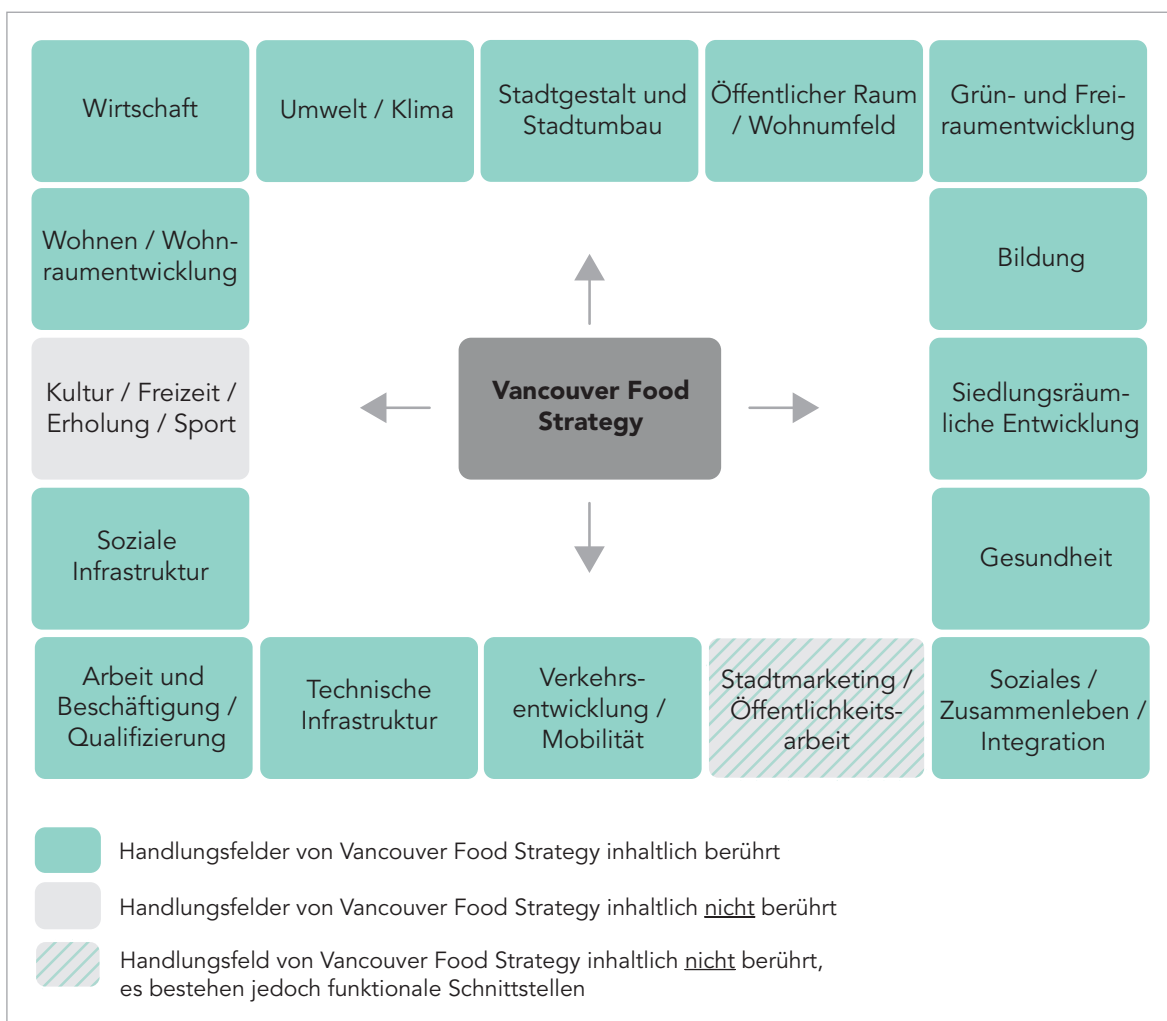 Wirtschaft
Umwelt / Klima
Stadtgestalt und
Stadtumbau
Öffentlicher Raum
/ Wohnumfeld
Grün- und Frei-
raumentwicklung
Wohnen / Wohn-
raumentwicklung
Bildung
Kultur / Freizeit /
Erholung / Sport
Vancouver Food
Strategy
Siedlungsräum-
liche Entwicklung
Soziale
Infrastruktur
Gesundheit
Arbeit und
Beschäftigung /
Qualifizierung
Technische
Infrastruktur
Verkehrs-
entwicklung /
Mobilität
Stadtmarketing /
Öffentlichkeits-
arbeit
Soziales /
Zusammenleben /
Integration
Handlungsfelder von Vancouver Food Strategy inhaltlich berührt
Handlungsfelder von Vancouver Food Strategy inhaltlich nicht berührt
Handlungsfeld von Vancouver Food Strategy inhaltlich nicht berührt,
es bestehen jedoch funktionale Schnittstellen